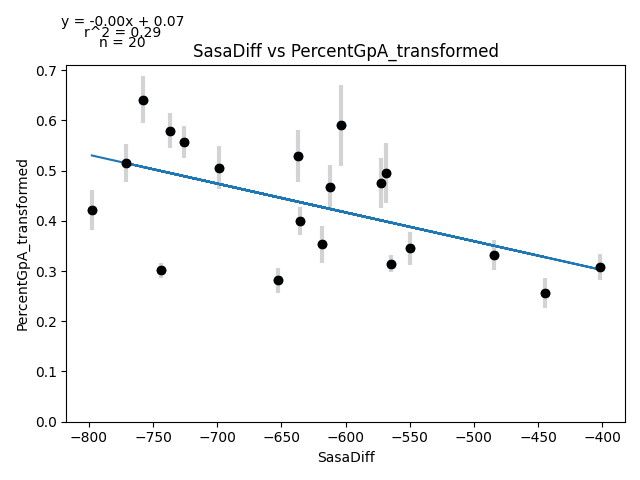 y = -0.00x + 0.07
r^2 = 0.29
n = 20
SasaDiff vs PercentGpA_transformed
PercentGpA_transformed
0.7
0.6
0.5
0.4
0.3
0.2
0.1
0.0
−800 −750 −700 −650 −600 −550 −500 −450 −400
SasaDiff